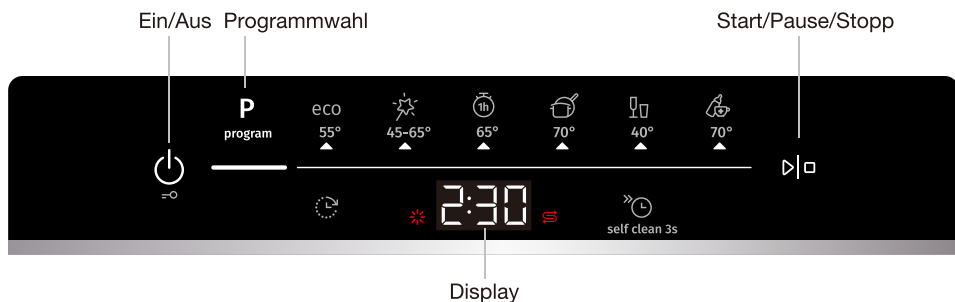 Ein/Aus Programmwahl Start/Pause/Stopp
P
program
eco 1h
55° 45-65° 65° 70° 40° 70°
2:30
self clean 3s
Display